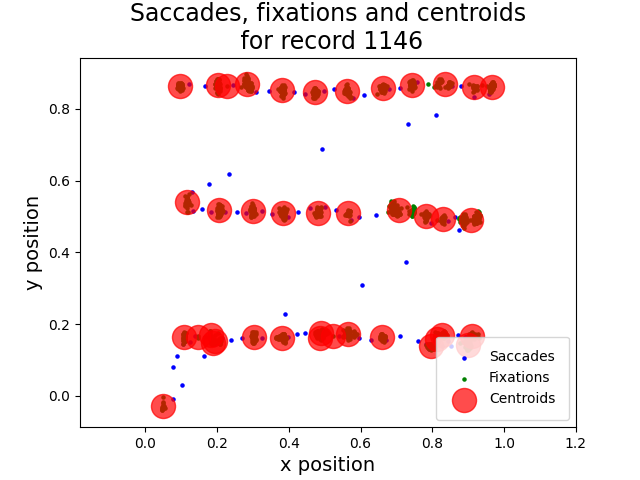 Saccades, fixations and centroids
for record 1146
y position
0.8
0.6
0.4
0.2
0.0
Saccades
Fixations
Centroids
0.0 0.2 0.4 0.6 0.8 1.0 1.2
x position